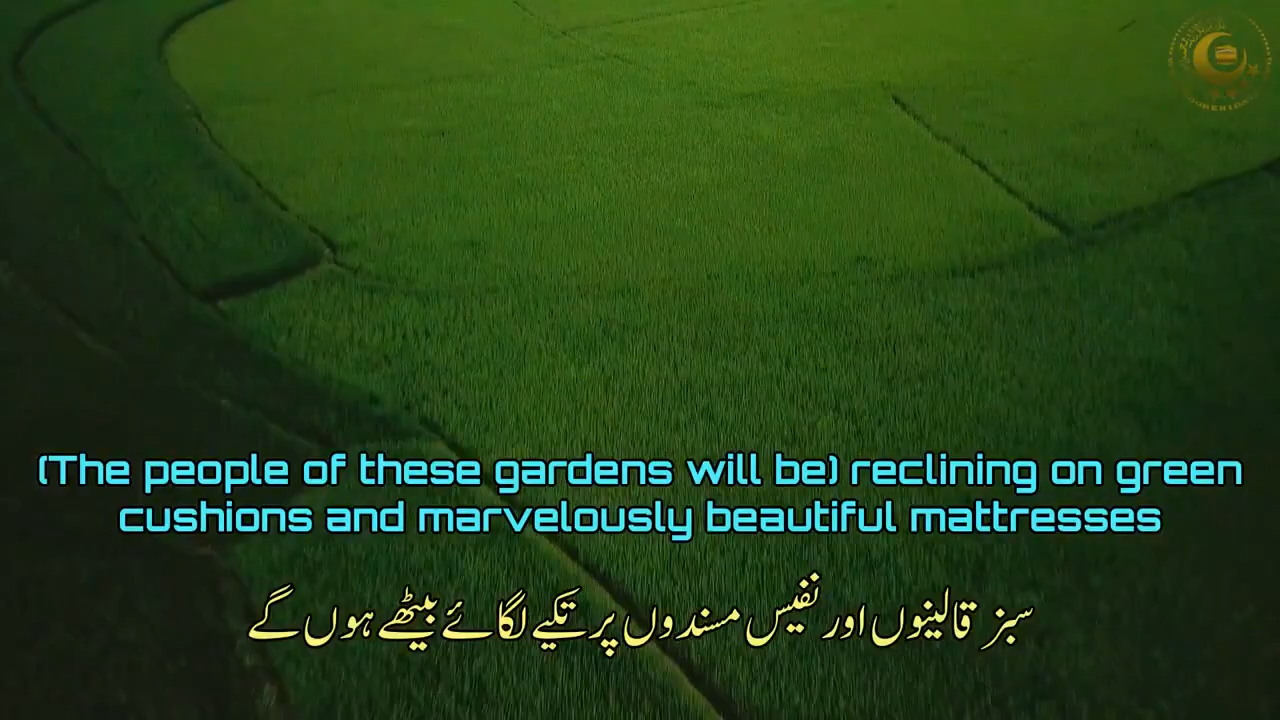 (The people of these gardens will be) reclining on green
cushions and marvelously beautiful mattresses
سبز قالینوں اور نفیس مسندوں پر تکیے لگائے بیٹھے ہوں گے